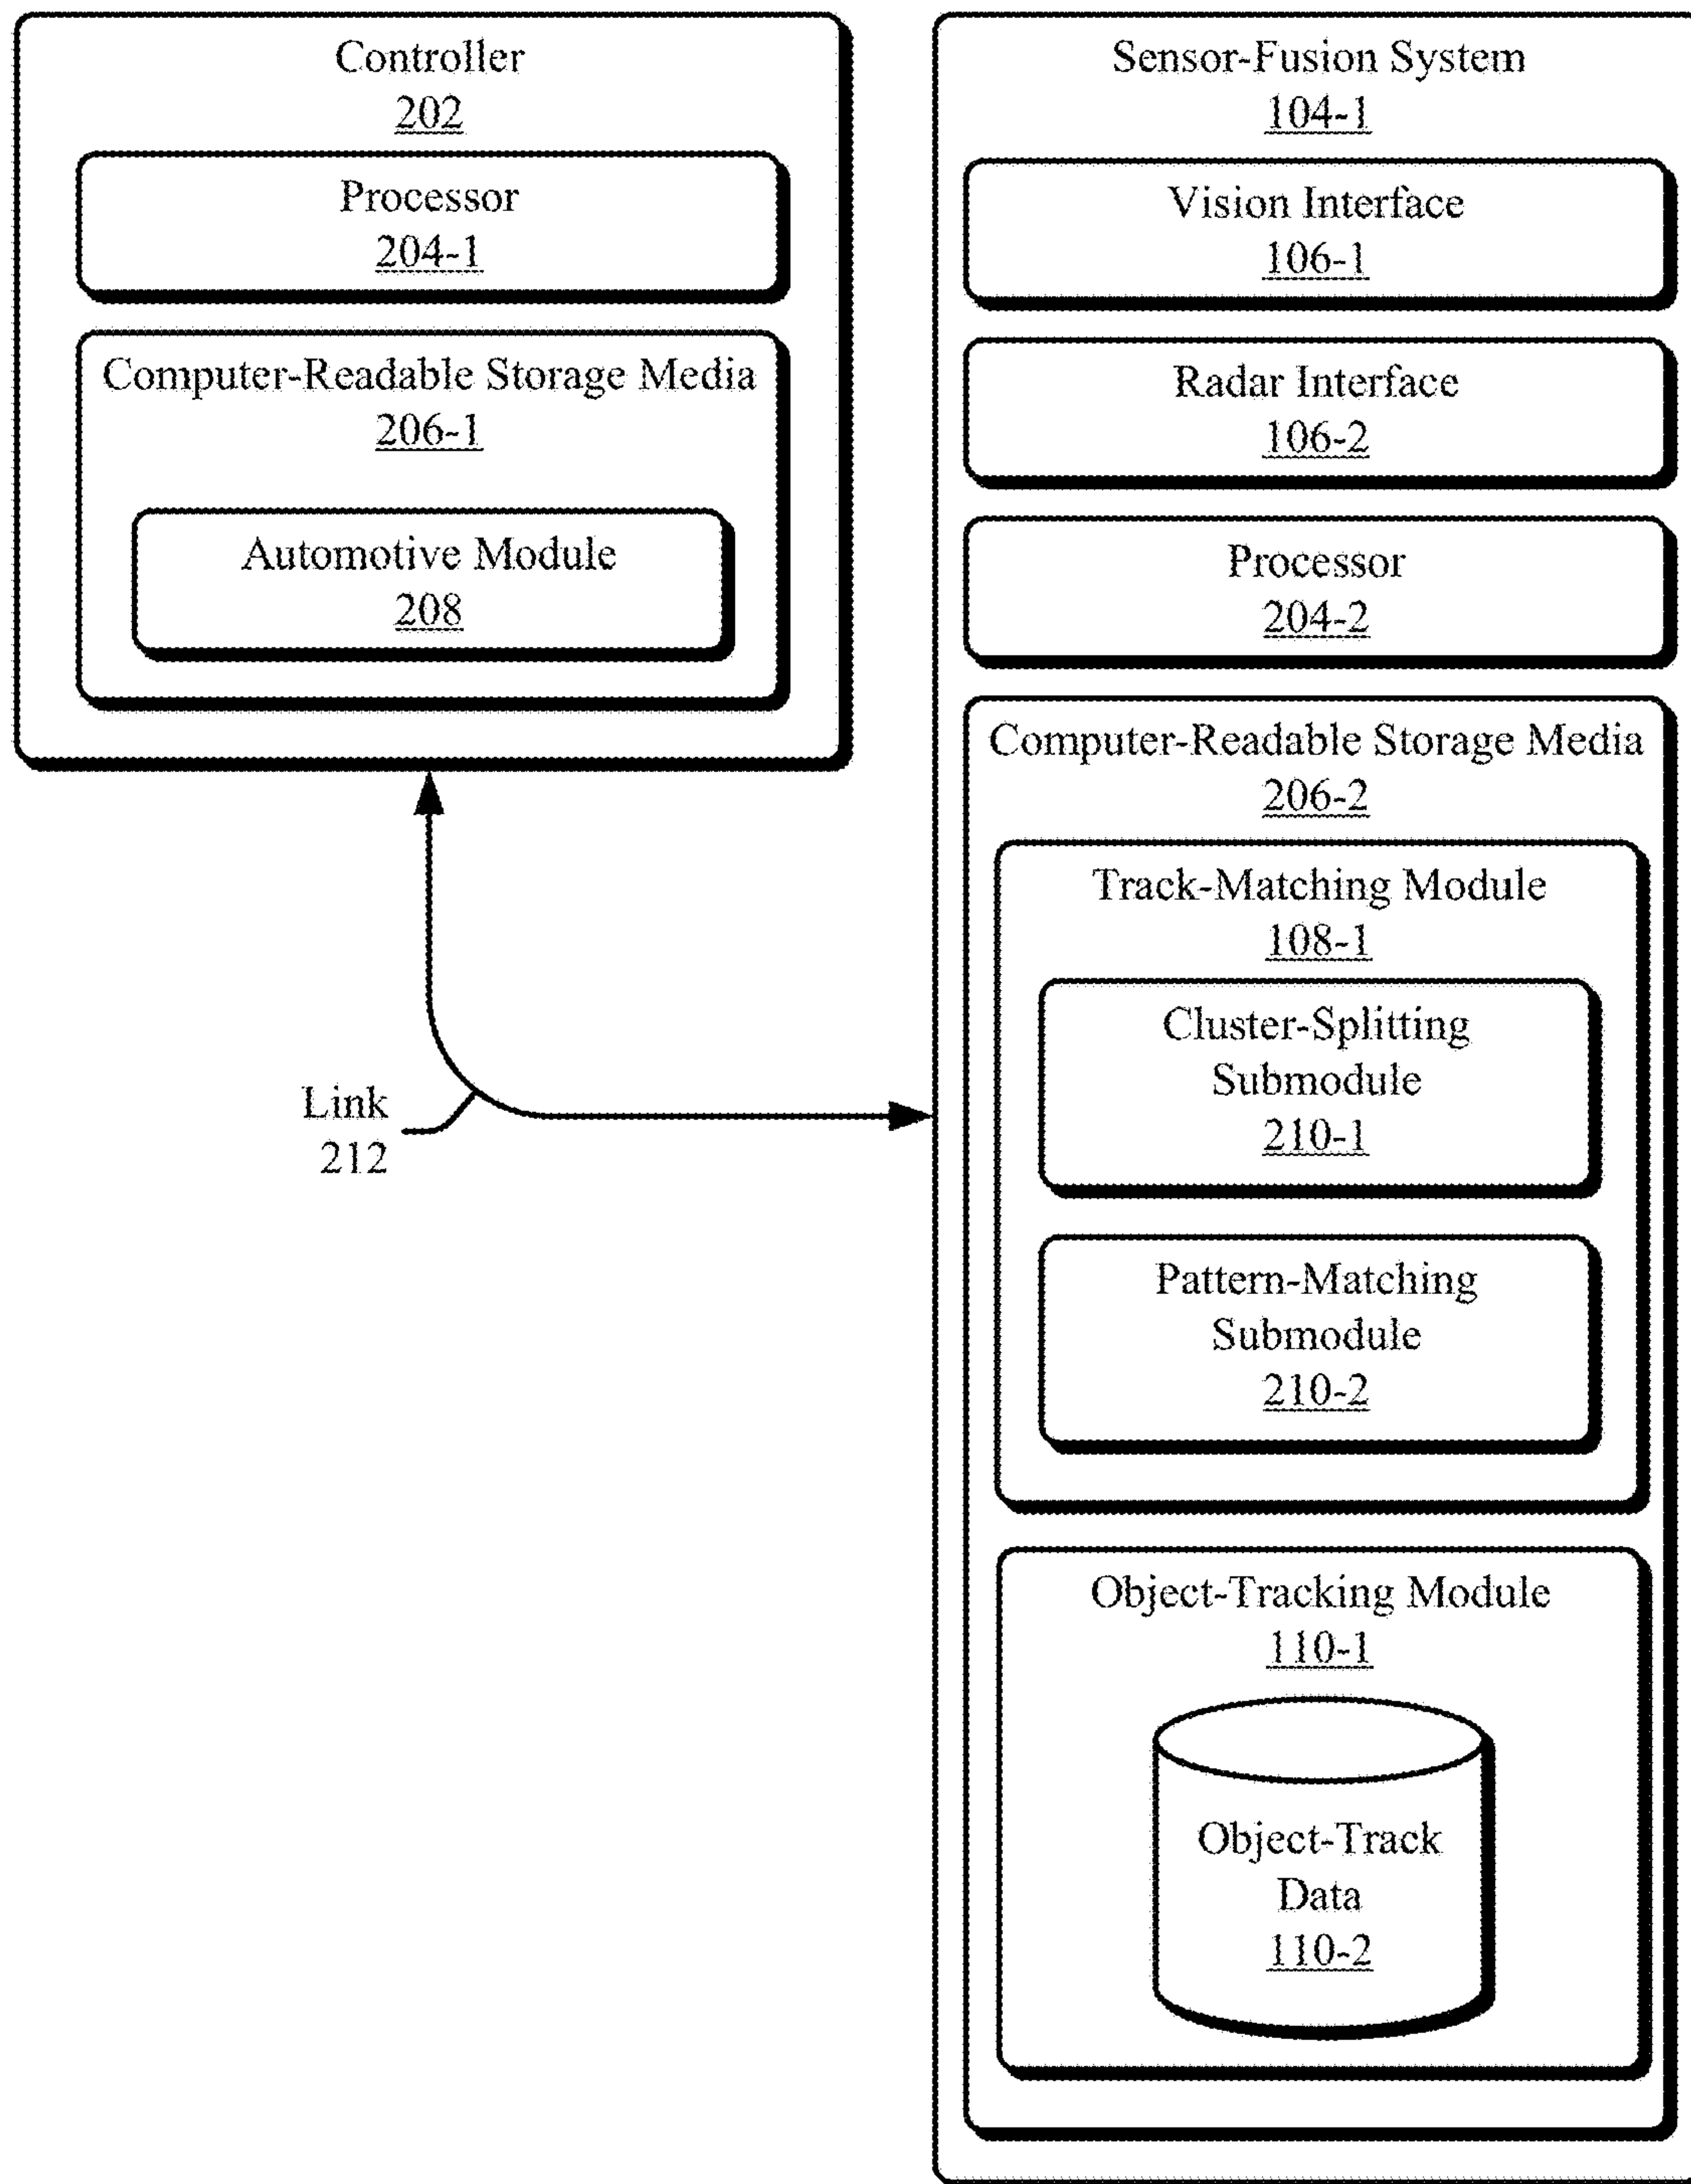 Controller
202
Processor
204-1
Computer-Readable Storage Media
206-1
Automotive Module
208
Link
212
Sensor-Fusion System
104-1
Vision Interface
106-1
Radar Interface
106-2
Processor
204-2
Computer-Readable Storage Media
206-2
Track-Matching Module
108-1
Cluster-Splitting
Submodule
210-1
Pattern-Matching
Submodule
210-2
Object-Tracking Module
110-1
Object-Track
Data
110-2